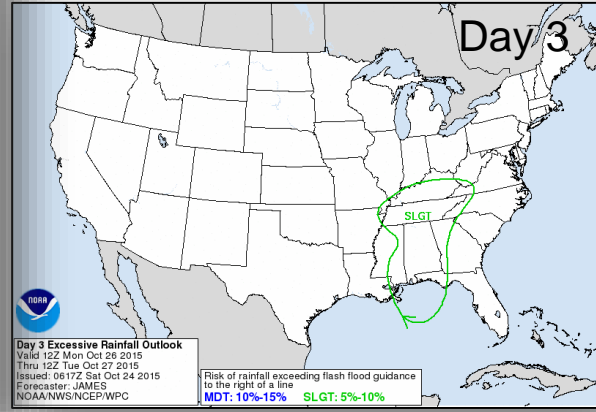 Day 3
SLGT
NOAA
Day 3 Excessive Rainfall Outlook
Valid 12Z Mon Oct 26 2015
Thru 12Z Tue Oct 27 2015
Issued: 0617Z Sat Oct 24 2015
Forecaster: JAMES
NOAA/NWS/NCEP/WPC
Risk of rainfall exceeding flash flood guidance
to the right of a line
MDT: 10%-15% SLGT: 5%-10%